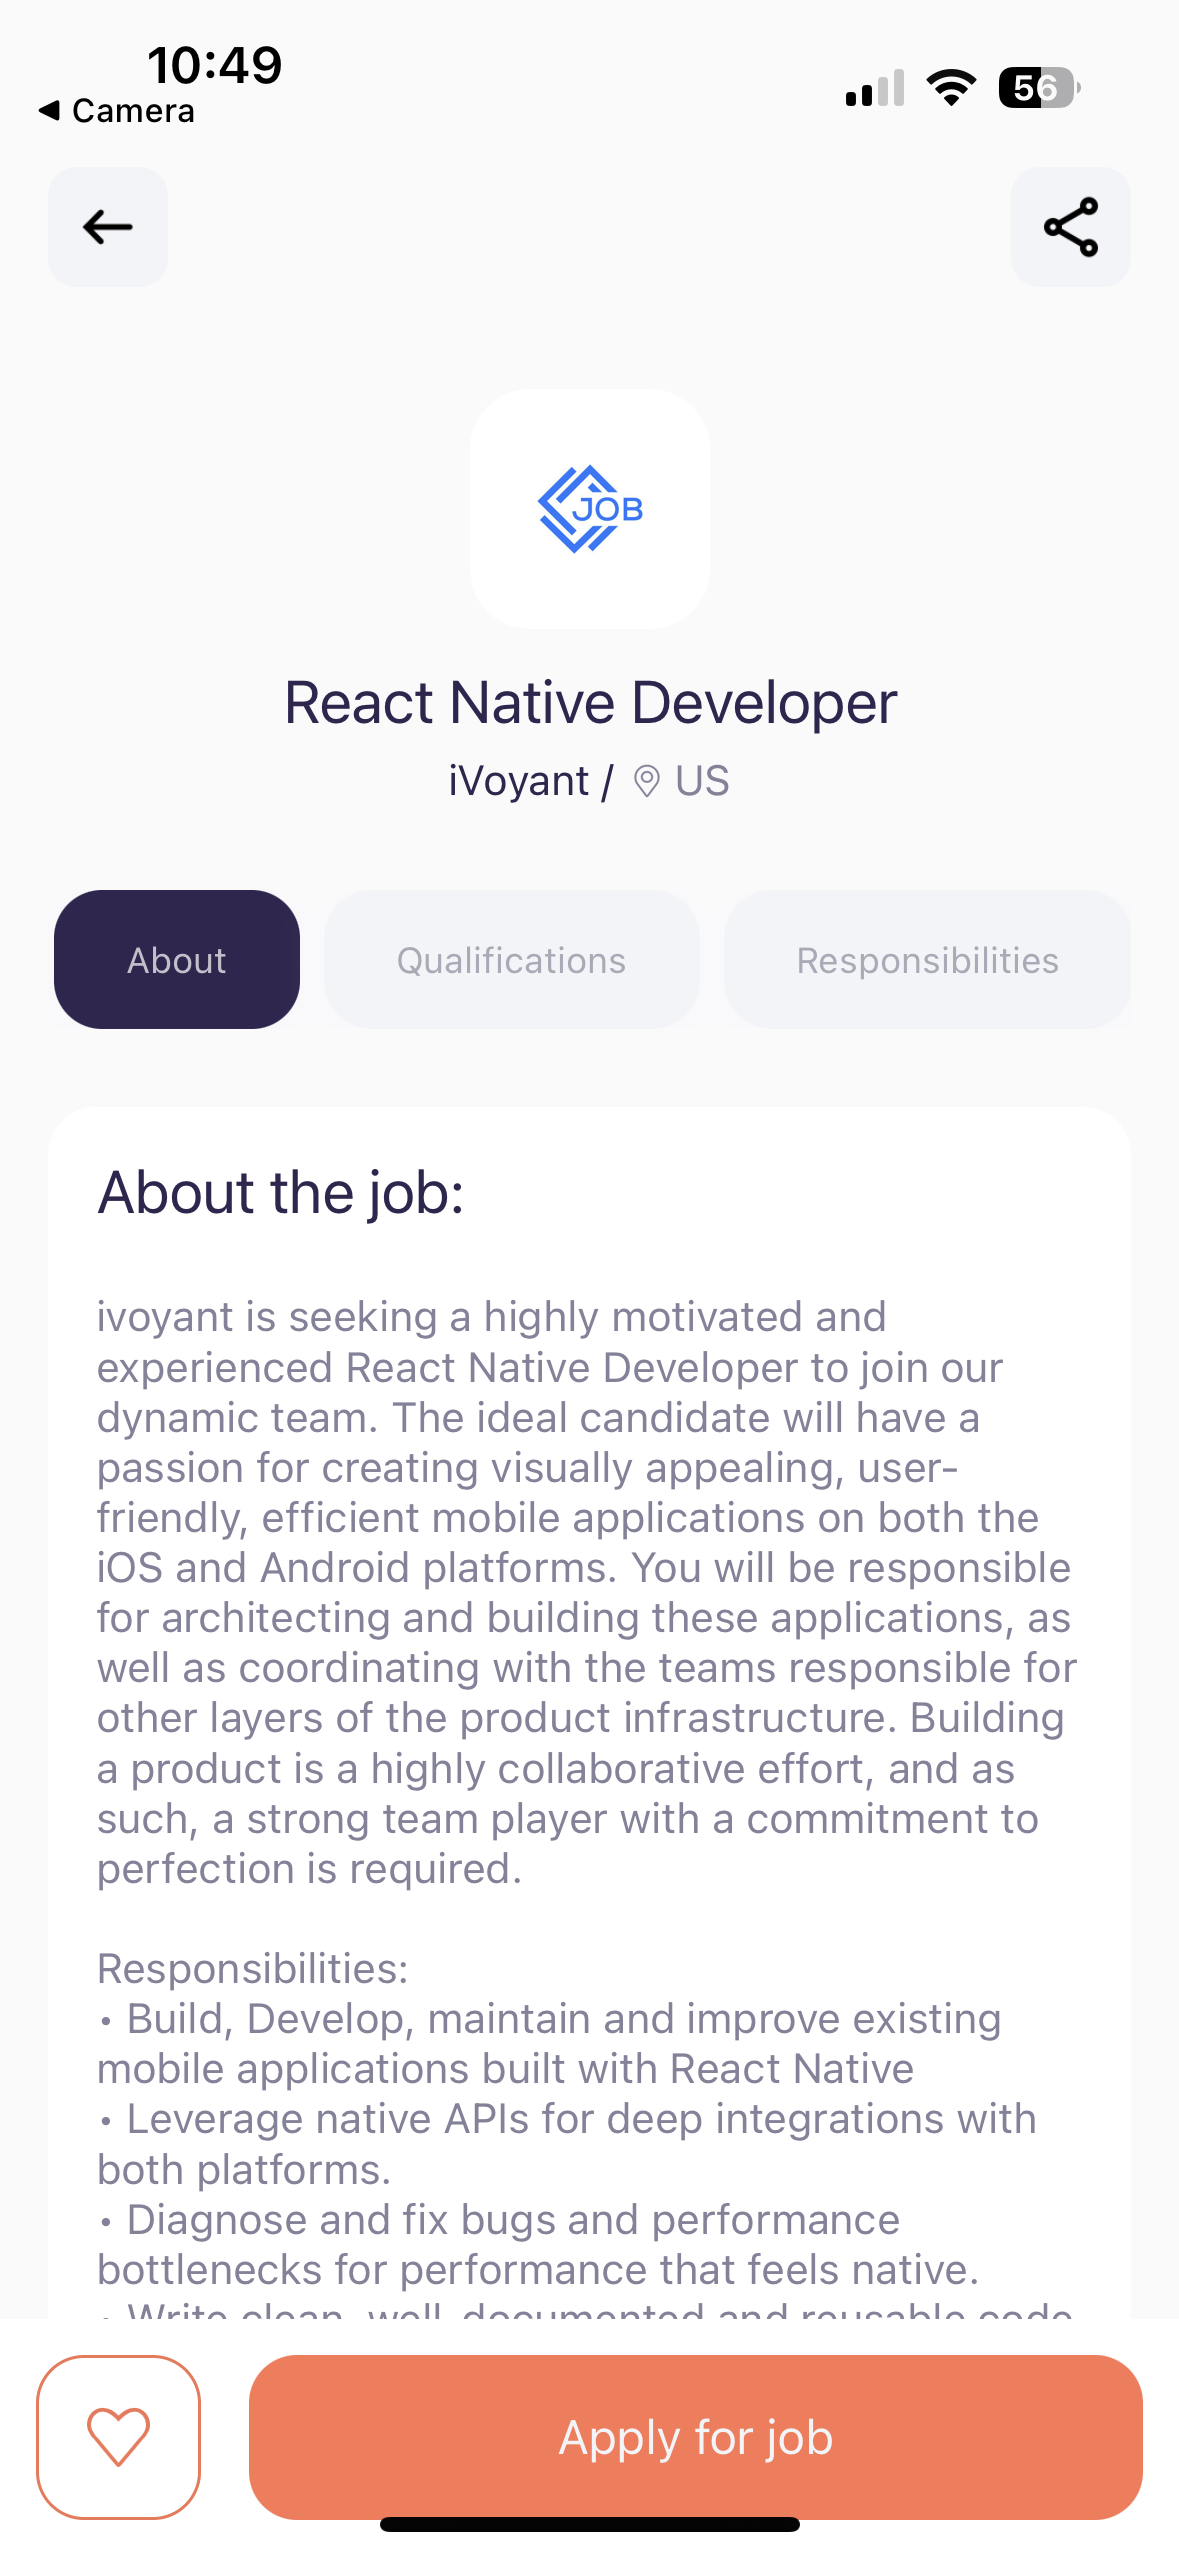 10:49
◀ Camera
56
JOB
React Native Developer
iVoyant / US
About
Qualifications
Responsibilities
About the job:
ivoyant is seeking a highly motivated and
experienced React Native Developer to join our
dynamic team. The ideal candidate will have a
passion for creating visually appealing, user-
friendly, efficient mobile applications on both the
iOS and Android platforms. You will be responsible
for architecting and building these applications, as
well as coordinating with the teams responsible for
other layers of the product infrastructure. Building
a product is a highly collaborative effort, and as
such, a strong team player with a commitment to
perfection is required.
Responsibilities:
• Build, Develop, maintain and improve existing
mobile applications built with React Native
• Leverage native APIs for deep integrations with
both platforms.
• Diagnose and fix bugs and performance
bottlenecks for performance that feels native.
• Write clean, well-documented and reusable code
Apply for job